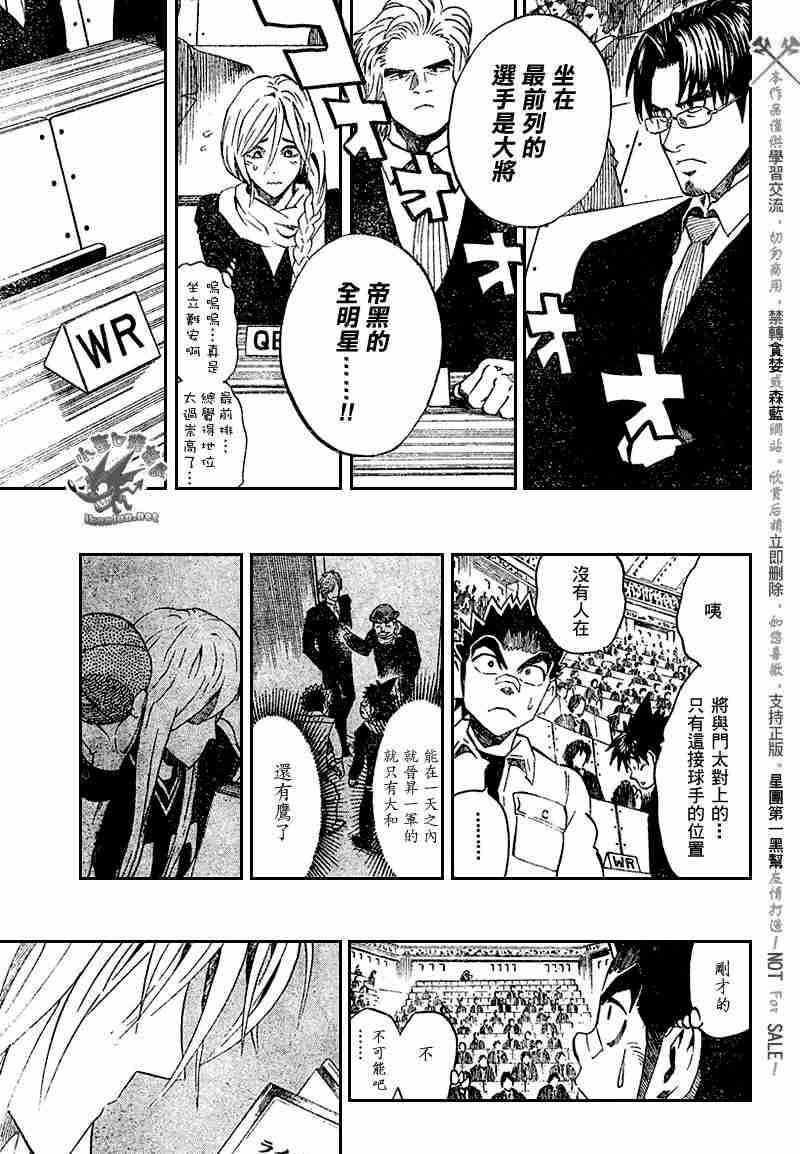 坐在
最前列的
選手是大將
オオオオオ
帝黑的
全明星……!!
QB
嗚嗚嗚…真是
坐立難安啊
最前排…
總覺得地位
太過崇高了…
WR
咦
沒有人在
將與門太對上的…
只有這接球手的位置
………
C
WR
能在一天之內
就晉昇一軍的
就只有大和
還有鷹了
剛才的
不
不可能吧
本作品僅供學習交流，切勿商用，禁轉貪婪或森藍網站。欣賞后請立即刪除，如您喜歡，支持正版。星團第一黑幫友情打造—NOT For SALE—